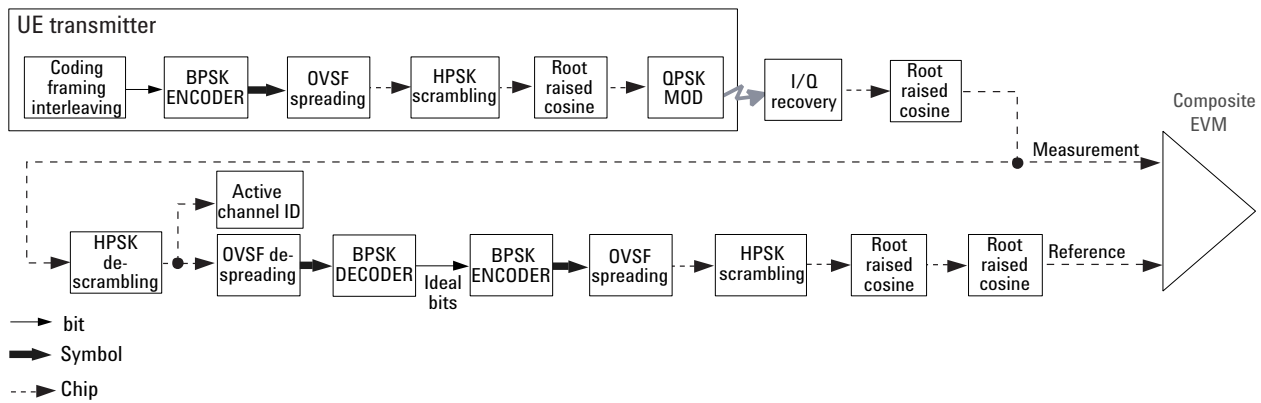 UE transmitter
Coding
framing
interleaving
BPSK
ENCODER
OVSF
spreading
HPSK
scrambling
Root
raised
cosine
QPSK
MOD
I/Q
recovery
Root
raised
cosine
Composite
EVM
Measurement
Active
channel ID
HPSK
de-
scrambling
OVSF de-
spreading
BPSK
DECODER
Ideal
bits
BPSK
ENCODER
OVSF
spreading
HPSK
scrambling
Root
raised
cosine
Root
raised
cosine
Reference
bit
Symbol
Chip